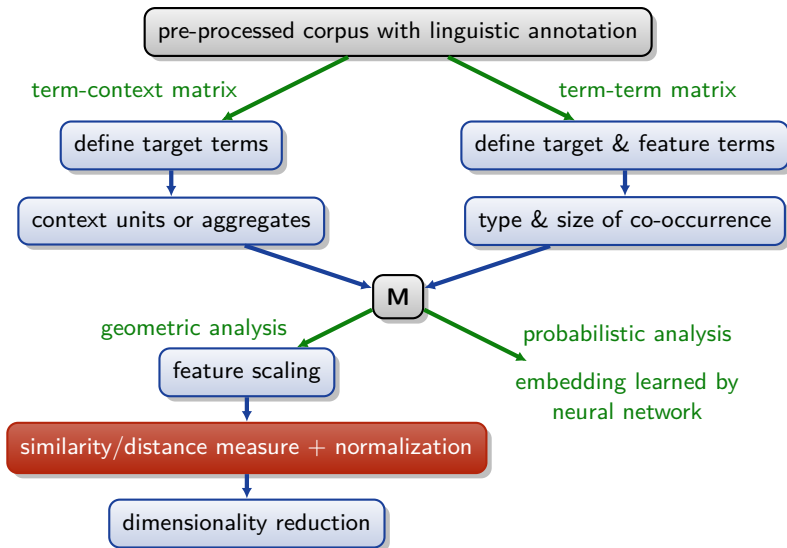 pre-processed corpus with linguistic annotation
term-context matrix
term-term matrix
define target terms
define target & feature terms
context units or aggregates
type & size of co-occurrence
M
geometric analysis
probabilistic analysis
feature scaling
embedding learned by
neural network
similarity/distance measure + normalization
dimensionality reduction